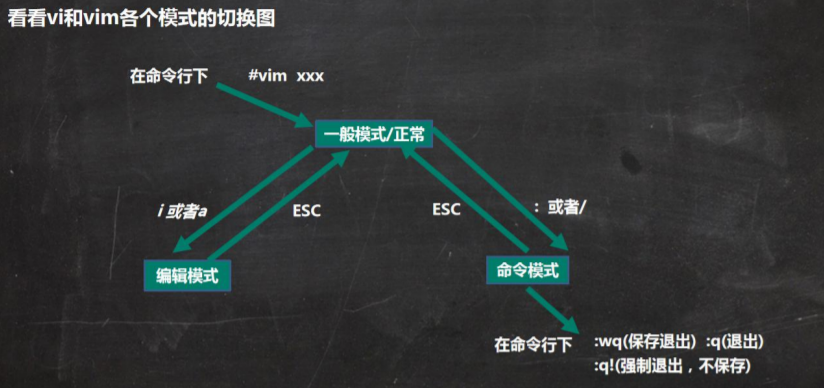 看看vi和vim各个模式的切换图
在命令行下 #vim xxx
一般模式/正常
i 或者a ESC ESC : 或者/
编辑模式 命令模式
在命令行下 :wq(保存退出) :q(退出)
:q!(强制退出，不保存)